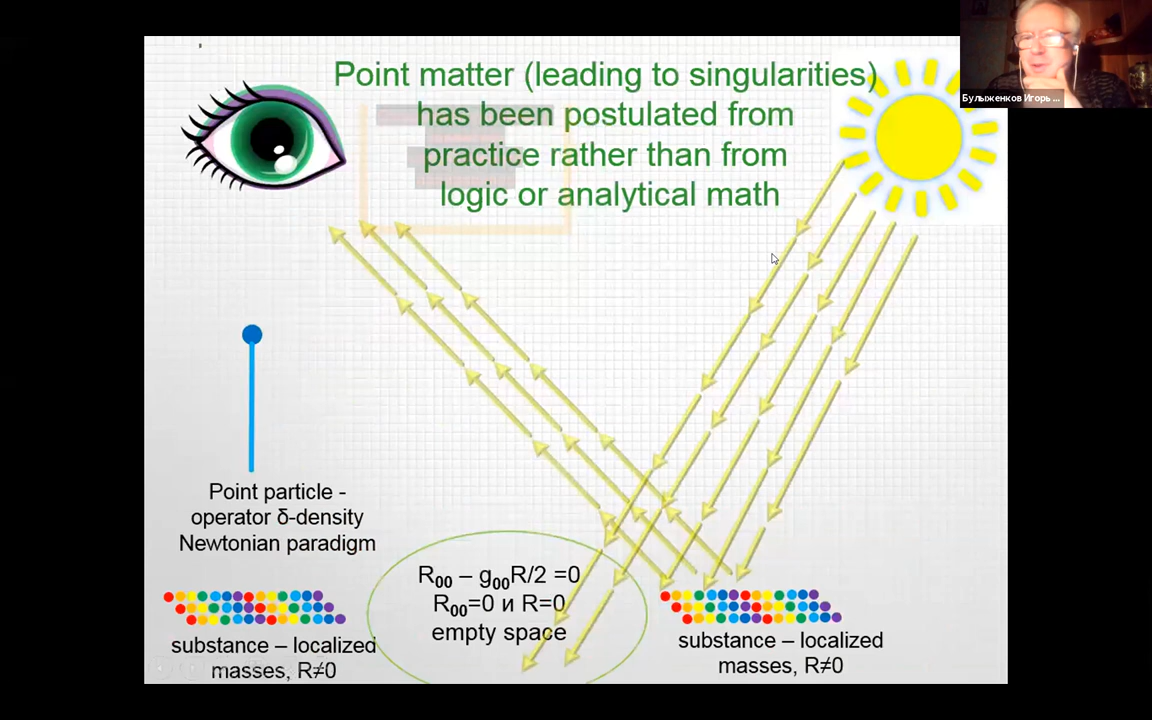 Point matter (leading to singularities)
has been postulated from
practice rather than from
logic or analytical math
Булыженков Игорь ...
Point particle -
operator δ-density
Newtonian paradigm
R₀₀ – g₀₀R/2 =0
R₀₀=0 и R=0
empty space
substance – localized
masses, R≠0
substance – localized
masses, R≠0